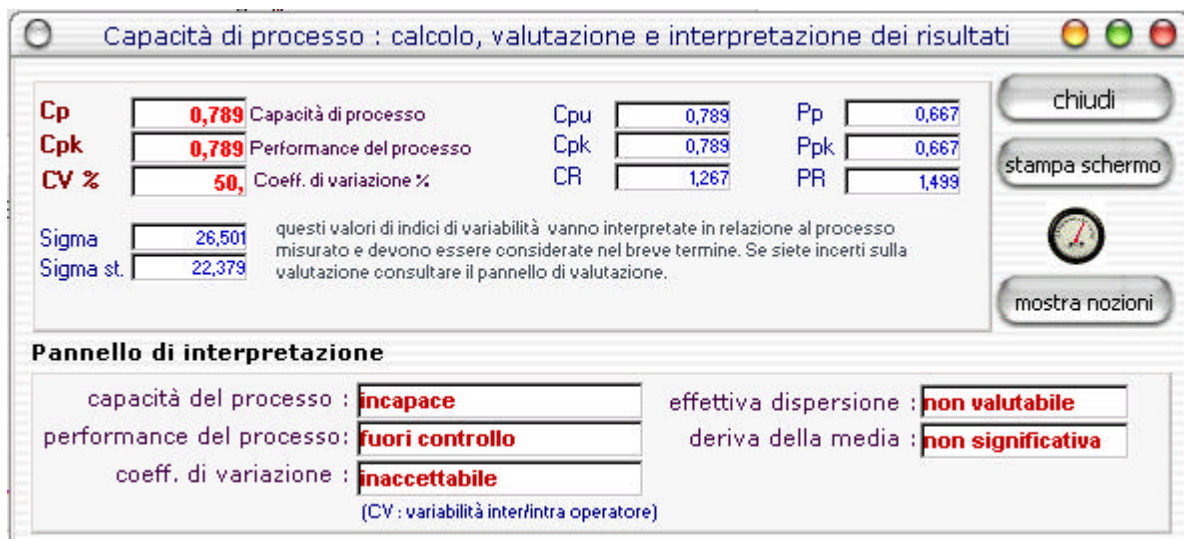 Capacità di processo : calcolo, valutazione e interpretazione dei risultati
Cp 0,789 Capacità di processo Cpu 0,789 Pp 0,667
Cpk 0,789 Performance del processo Cpk 0,789 Ppk 0,667
CV % 50, Coeff. di variazione % CR 1,267 PR 1,499
Sigma 26,501
Sigma st. 22,379
questi valori di indici di variabilità vanno interpretate in relazione al processo
misurato e devono essere considerate nel breve termine. Se siete incerti sulla
valutazione consultare il pannello di valutazione.
chiudi
stampa schermo
mostra nozioni
Pannello di interpretazione
capacità del processo : incapace
performance del processo: fuori controllo
coeff. di variazione : inaccettabile
(CV : variabilità inter/intra operatore)
effettiva dispersione : non valutabile
deriva della media : non significativa